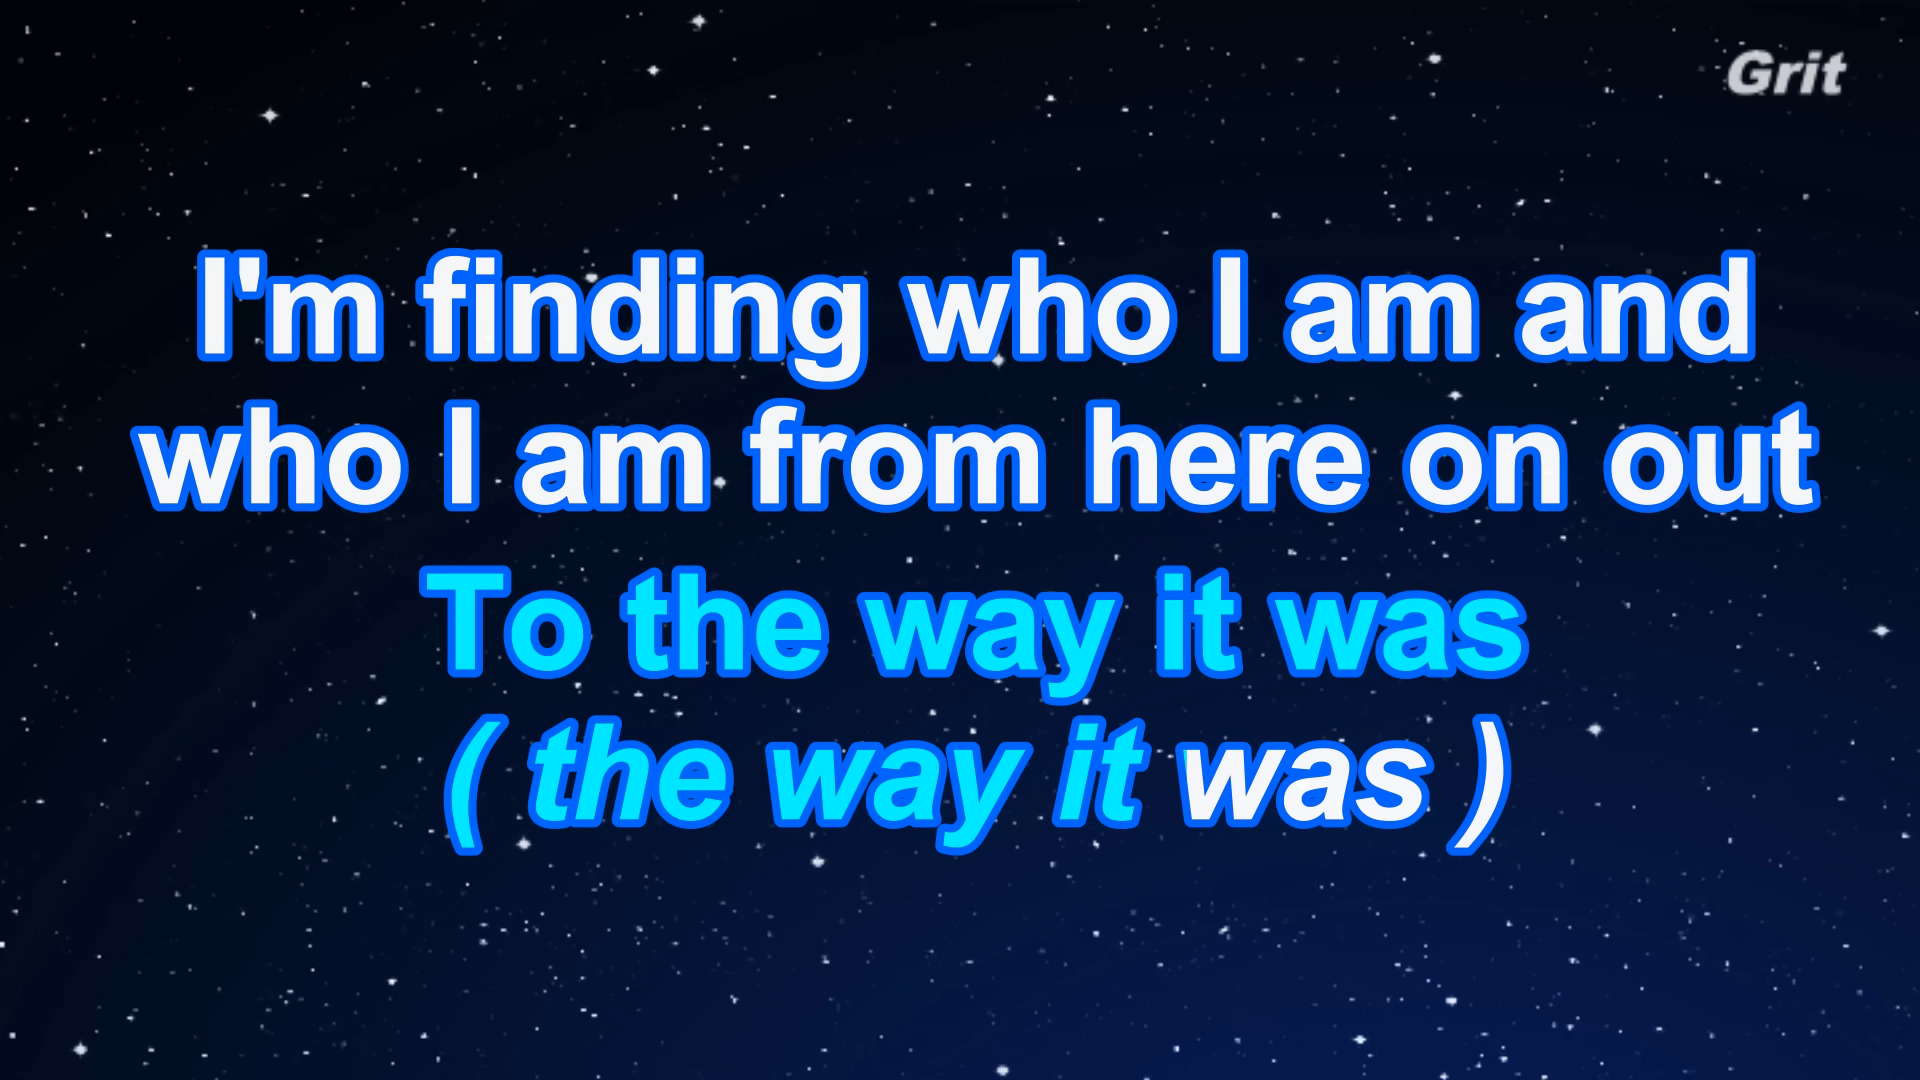 Grit
I'm finding who I am and
who I am from here on out
To the way it was
( the way it was )